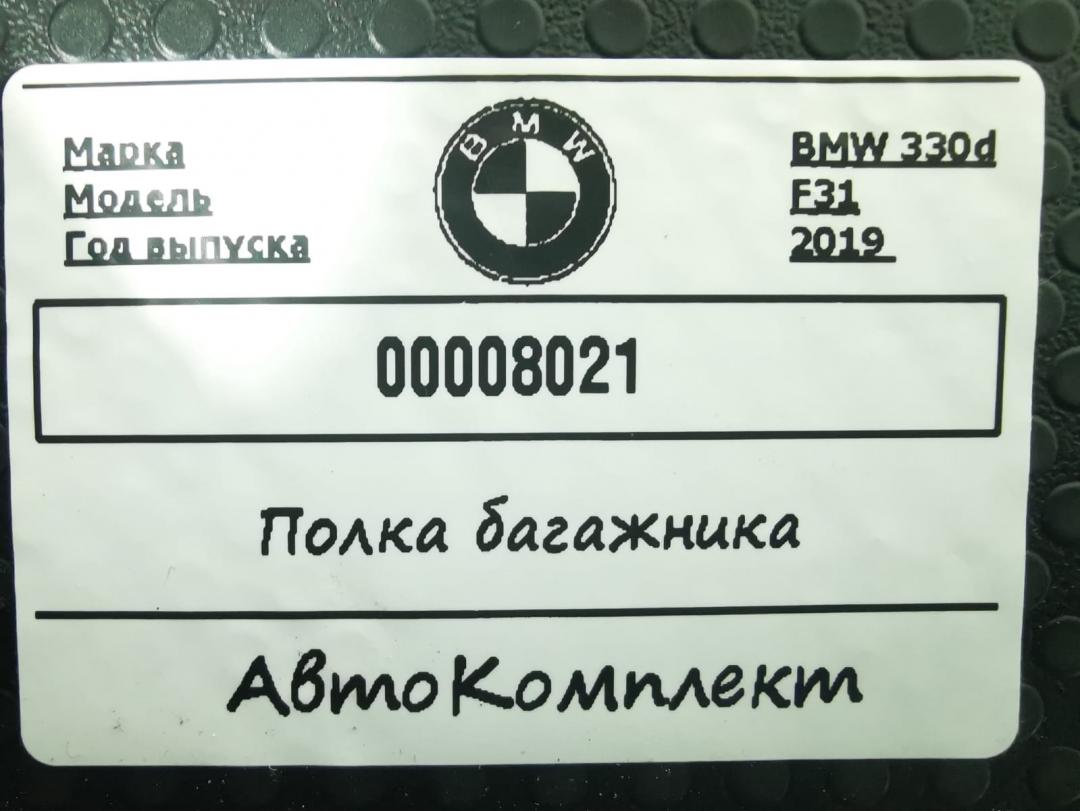 Марка BMW 330d
Модель F31
Год выпуска 2019
BMW
00008021
Полка багажника
АвтоКомплект